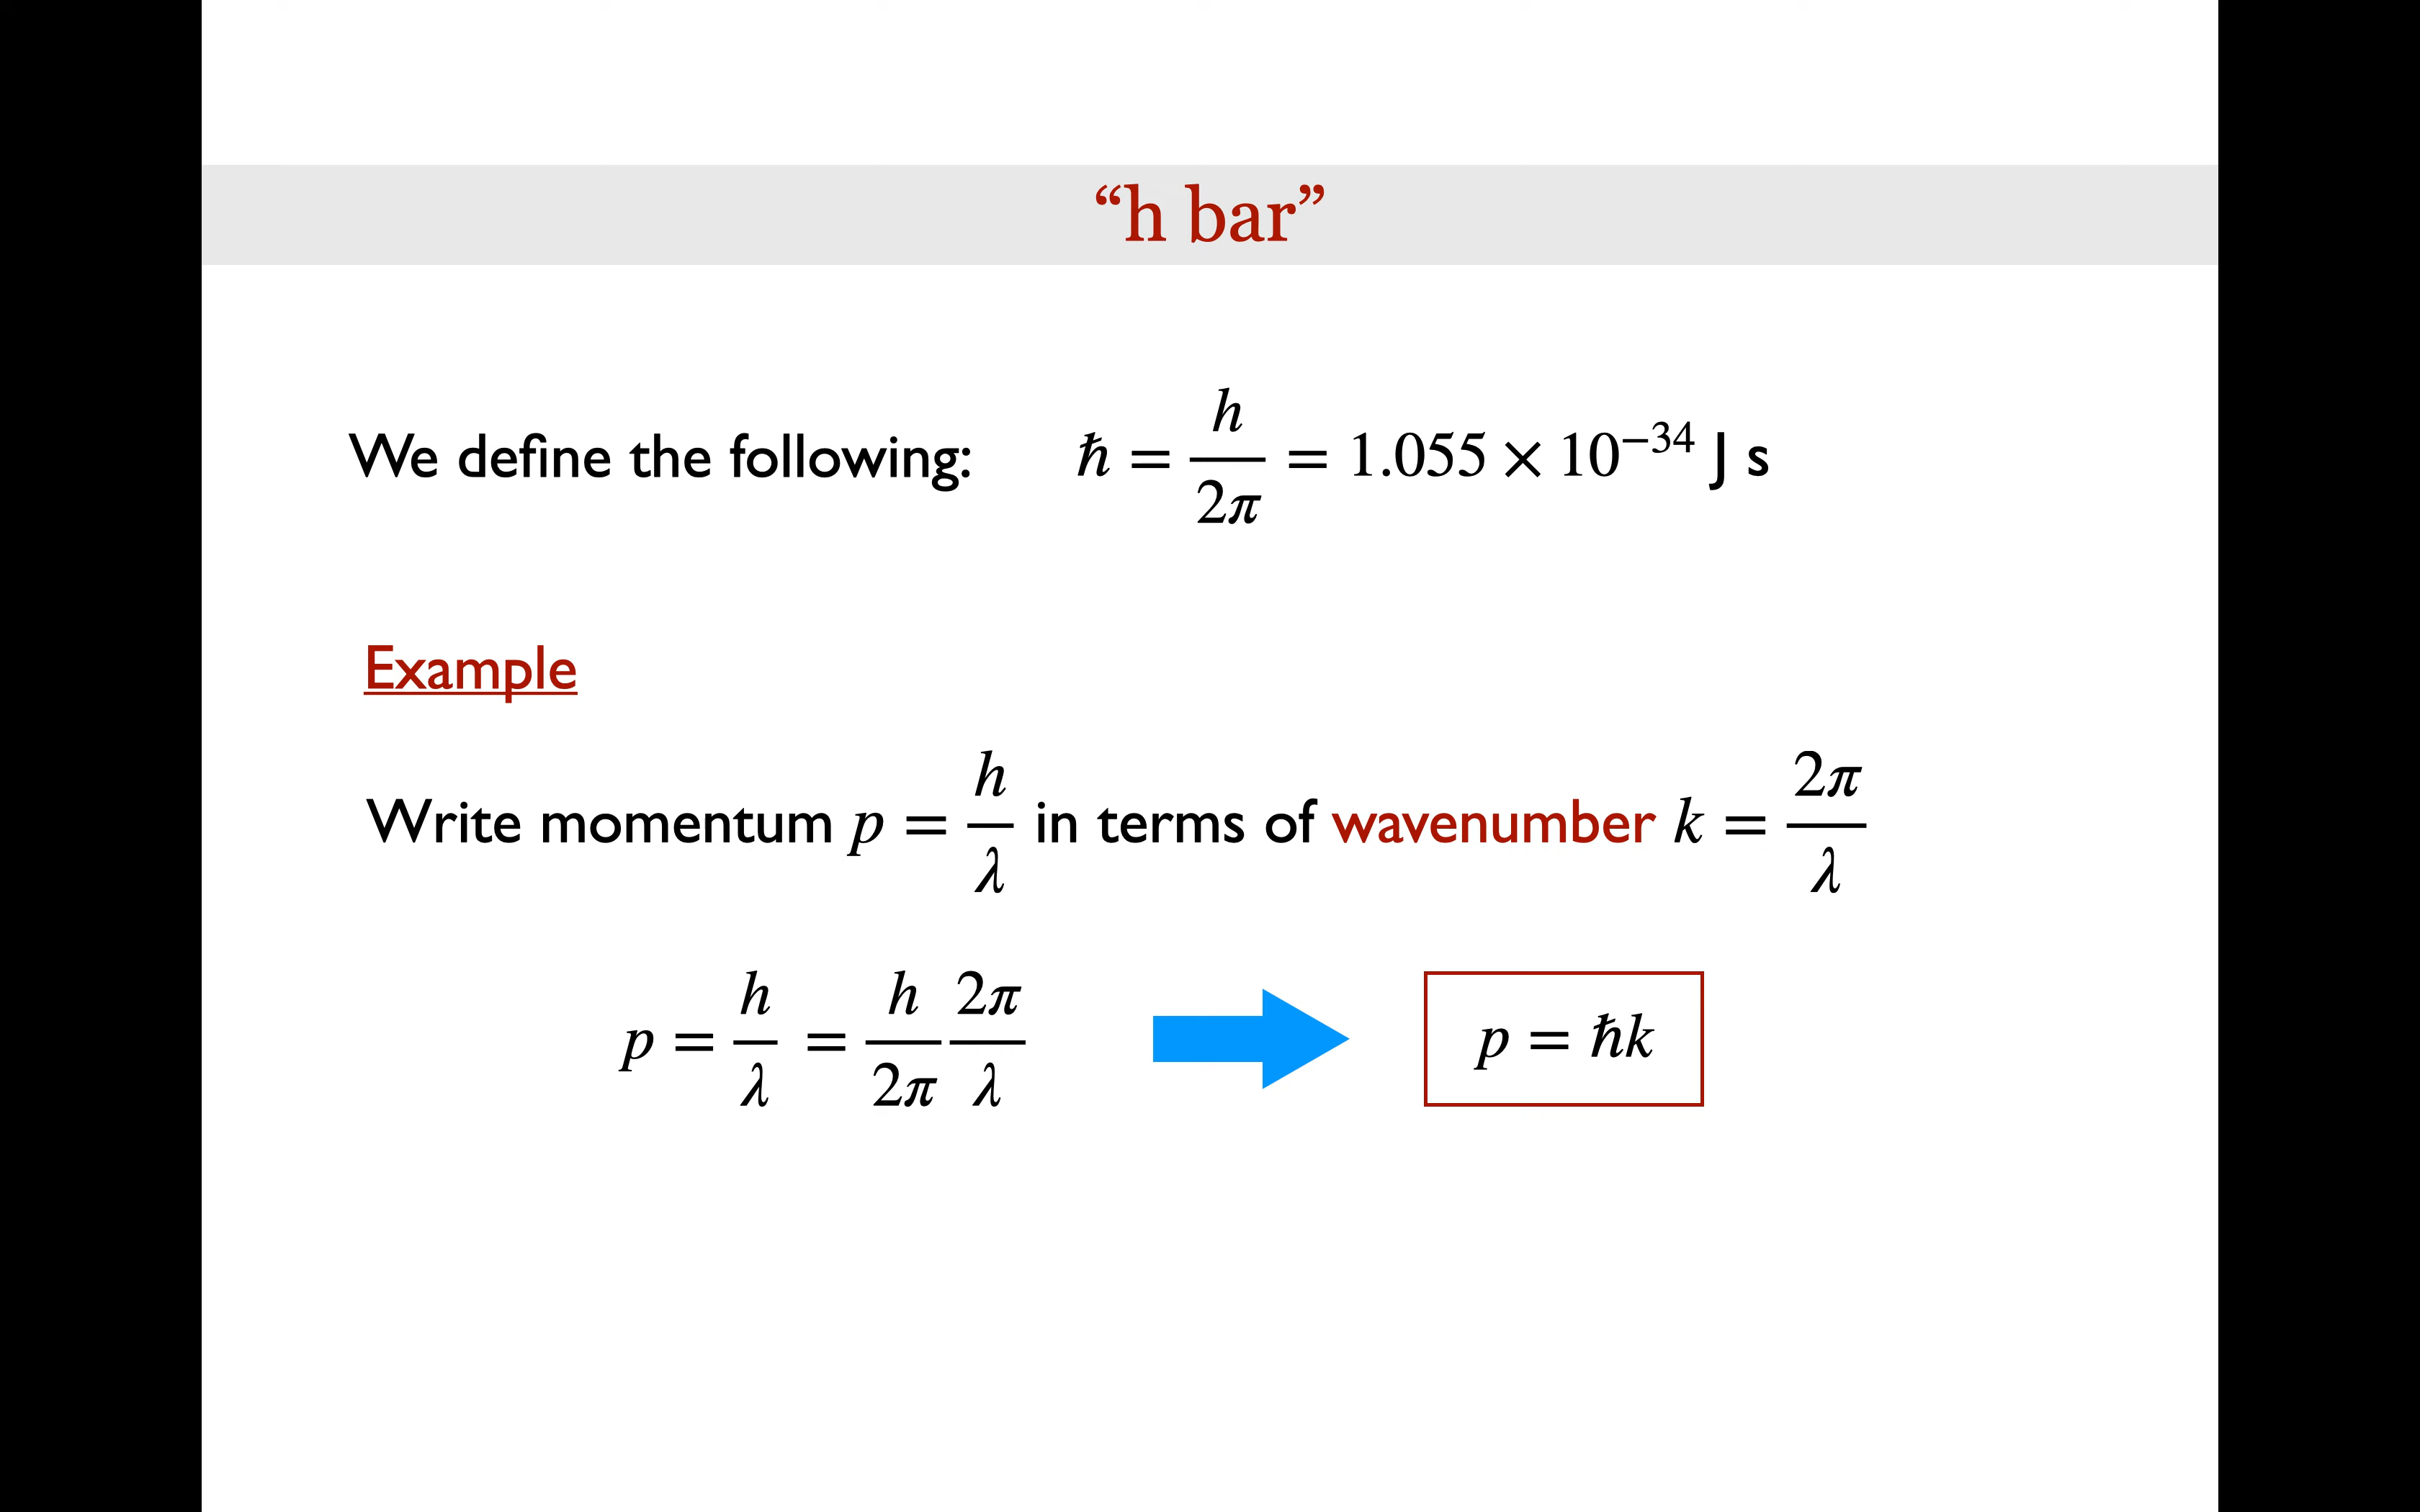 “h bar”
We define the following: ℏ = h/2π = 1.055 × 10⁻³⁴ J s
Example
Write momentum p = h/λ in terms of wavenumber k = 2π/λ
p = h/λ = h/2π 2π/λ
p = ℏk